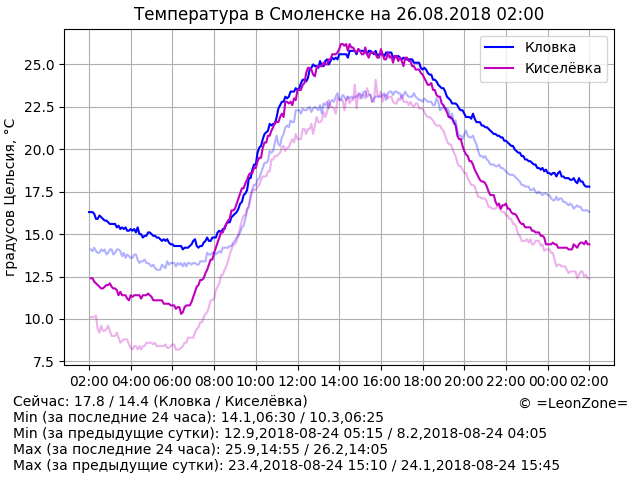 Температура в Смоленске на 26.08.2018 02:00
градусов Цельсия, °C
25.0
22.5
20.0
17.5
15.0
12.5
10.0
7.5
Кловка
Киселёвка
02:00 04:00 06:00 08:00 10:00 12:00 14:00 16:00 18:00 20:00 22:00 00:00 02:00
Сейчас: 17.8 / 14.4 (Кловка / Киселёвка)
© =LeonZone=
Min (за последние 24 часа): 14.1,06:30 / 10.3,06:25
Min (за предыдущие сутки): 12.9,2018-08-24 05:15 / 8.2,2018-08-24 04:05
Max (за последние 24 часа): 25.9,14:55 / 26.2,14:05
Max (за предыдущие сутки): 23.4,2018-08-24 15:10 / 24.1,2018-08-24 15:45